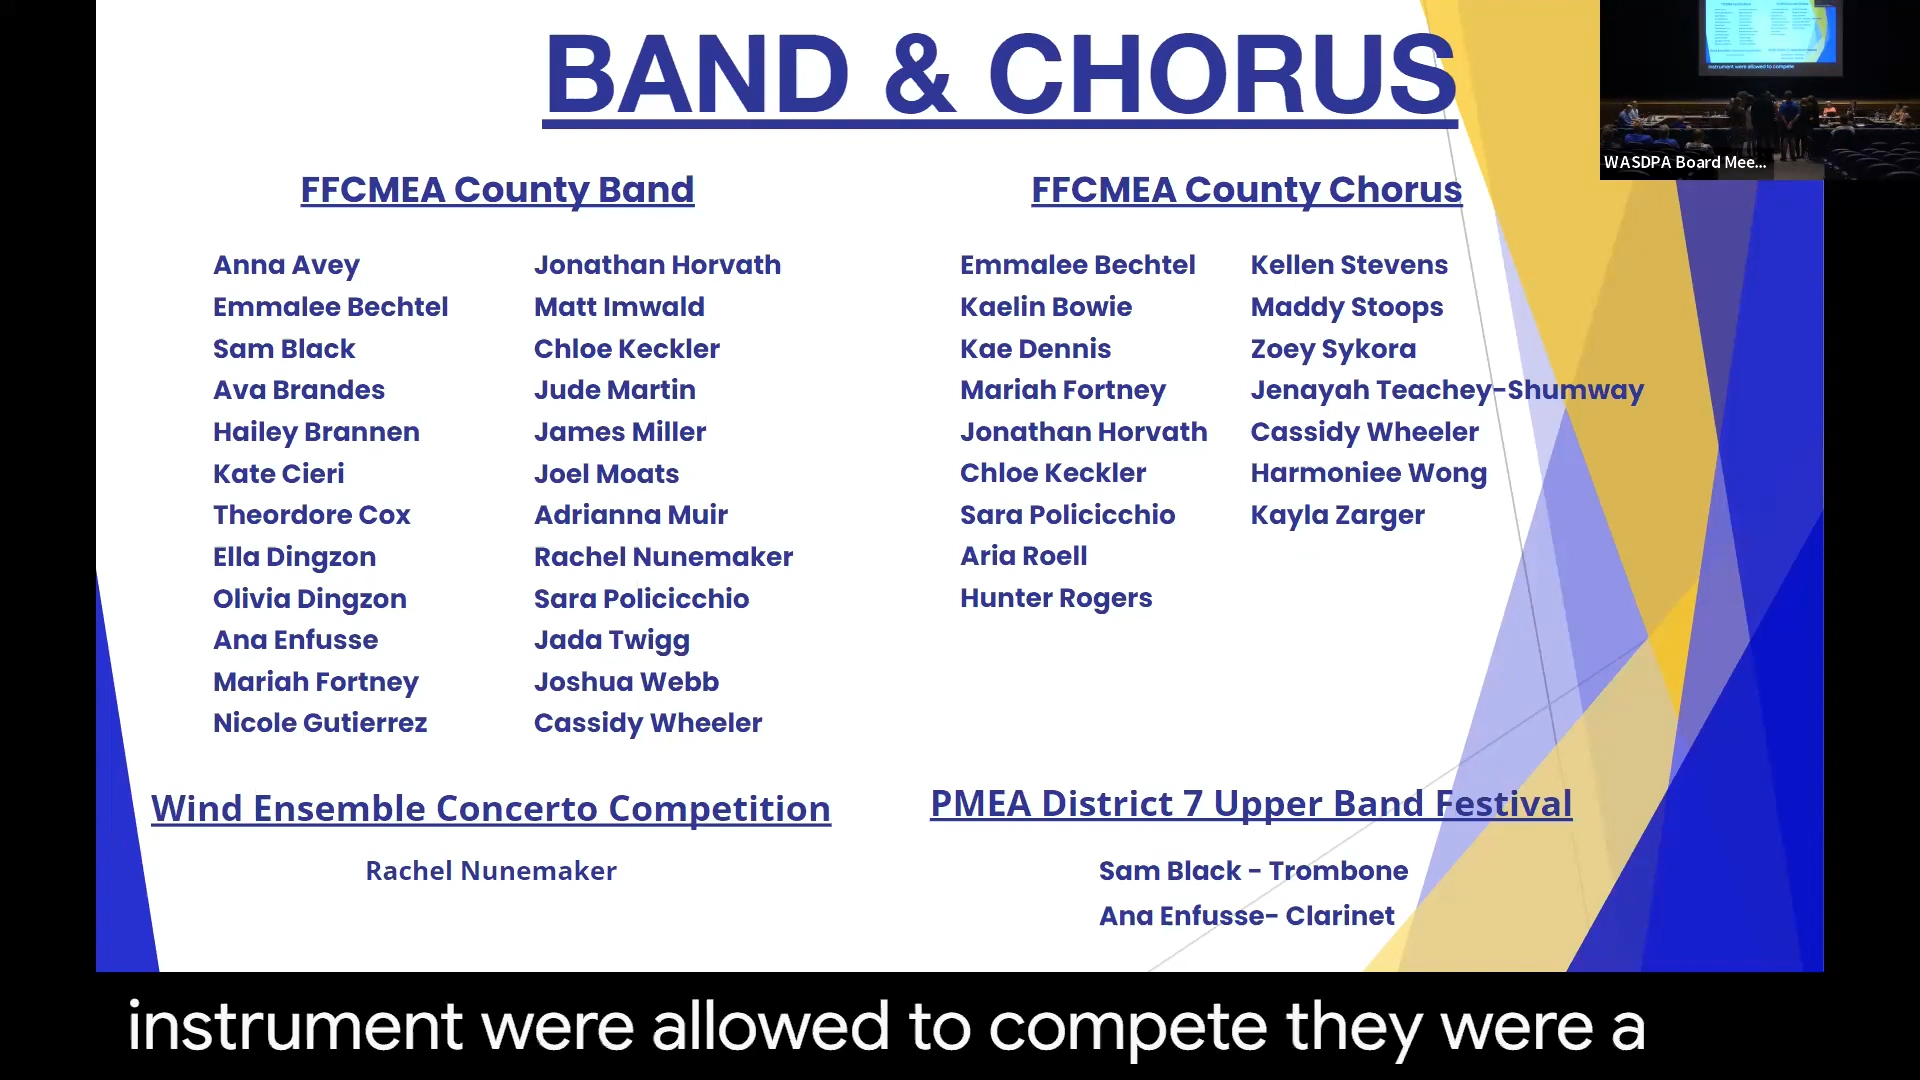 BAND & CHORUS
FFCMEA County Band
Anna Avey
Emmalee Bechtel
Sam Black
Ava Brandes
Hailey Brannen
Kate Cieri
Theordore Cox
Ella Dingzon
Olivia Dingzon
Ana Enfusse
Mariah Fortney
Nicole Gutierrez
Jonathan Horvath
Matt Imwald
Chloe Keckler
Jude Martin
James Miller
Joel Moats
Adrianna Muir
Rachel Nunemaker
Sara Policicchio
Jada Twigg
Joshua Webb
Cassidy Wheeler
FFCMEA County Chorus
Emmalee Bechtel
Kaelin Bowie
Kae Dennis
Mariah Fortney
Jonathan Horvath
Chloe Keckler
Sara Policicchio
Aria Roell
Hunter Rogers
Kellen Stevens
Maddy Stoops
Zoey Sykora
Jenayah Teachey-Shumway
Cassidy Wheeler
Harmoniee Wong
Kayla Zarger
Wind Ensemble Concerto Competition
Rachel Nunemaker
PMEA District 7 Upper Band Festival
Sam Black - Trombone
Ana Enfusse- Clarinet
instrument were allowed to compete
WASDPA Board Mee...
instrument were allowed to compete they were a